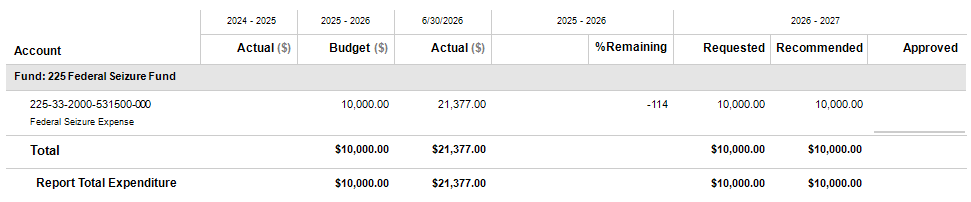 2024 - 2025 2025 - 2026 6/30/2026 2025 - 2026 2026 - 2027
Account Actual ($) Budget ($) Actual ($) %Remaining Requested Recommended Approved
Fund: 225 Federal Seizure Fund
225-33-2000-531500-000 10,000.00 21,377.00 -114 10,000.00 10,000.00
Federal Seizure Expense
Total $10,000.00 $21,377.00 $10,000.00 $10,000.00
Report Total Expenditure $10,000.00 $21,377.00 $10,000.00 $10,000.00